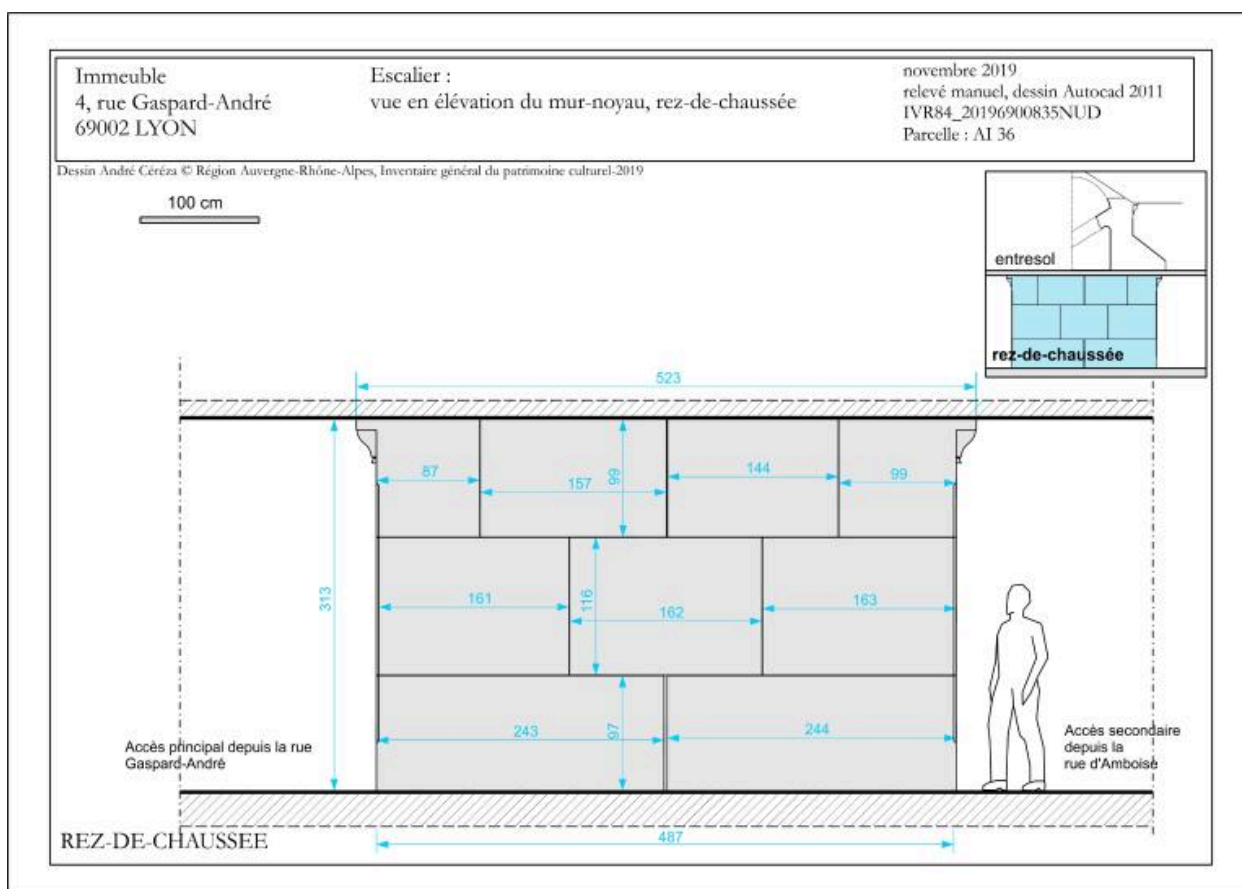 Immeuble
4, rue Gaspard-André
69002 LYON
Escalier :
vue en élévation du mur-noyau, rez-de-chaussée
novembre 2019
relevé manuel, dessin Autocad 2011
IVR84_20196900835NUD
Parcelle : AI 36
Dessin André Céréza © Région Auvergne-Rhône-Alpes, Inventaire général du patrimoine culturel-2019
100 cm
entresol
rez-de-chaussée
523
87
157
99
144
99
313
161
116
162
163
243
97
244
Accès principal depuis la rue
Gaspard-André
Accès secondaire
depuis la
rue d'Amboise
REZ-DE-CHAUSSEE
487